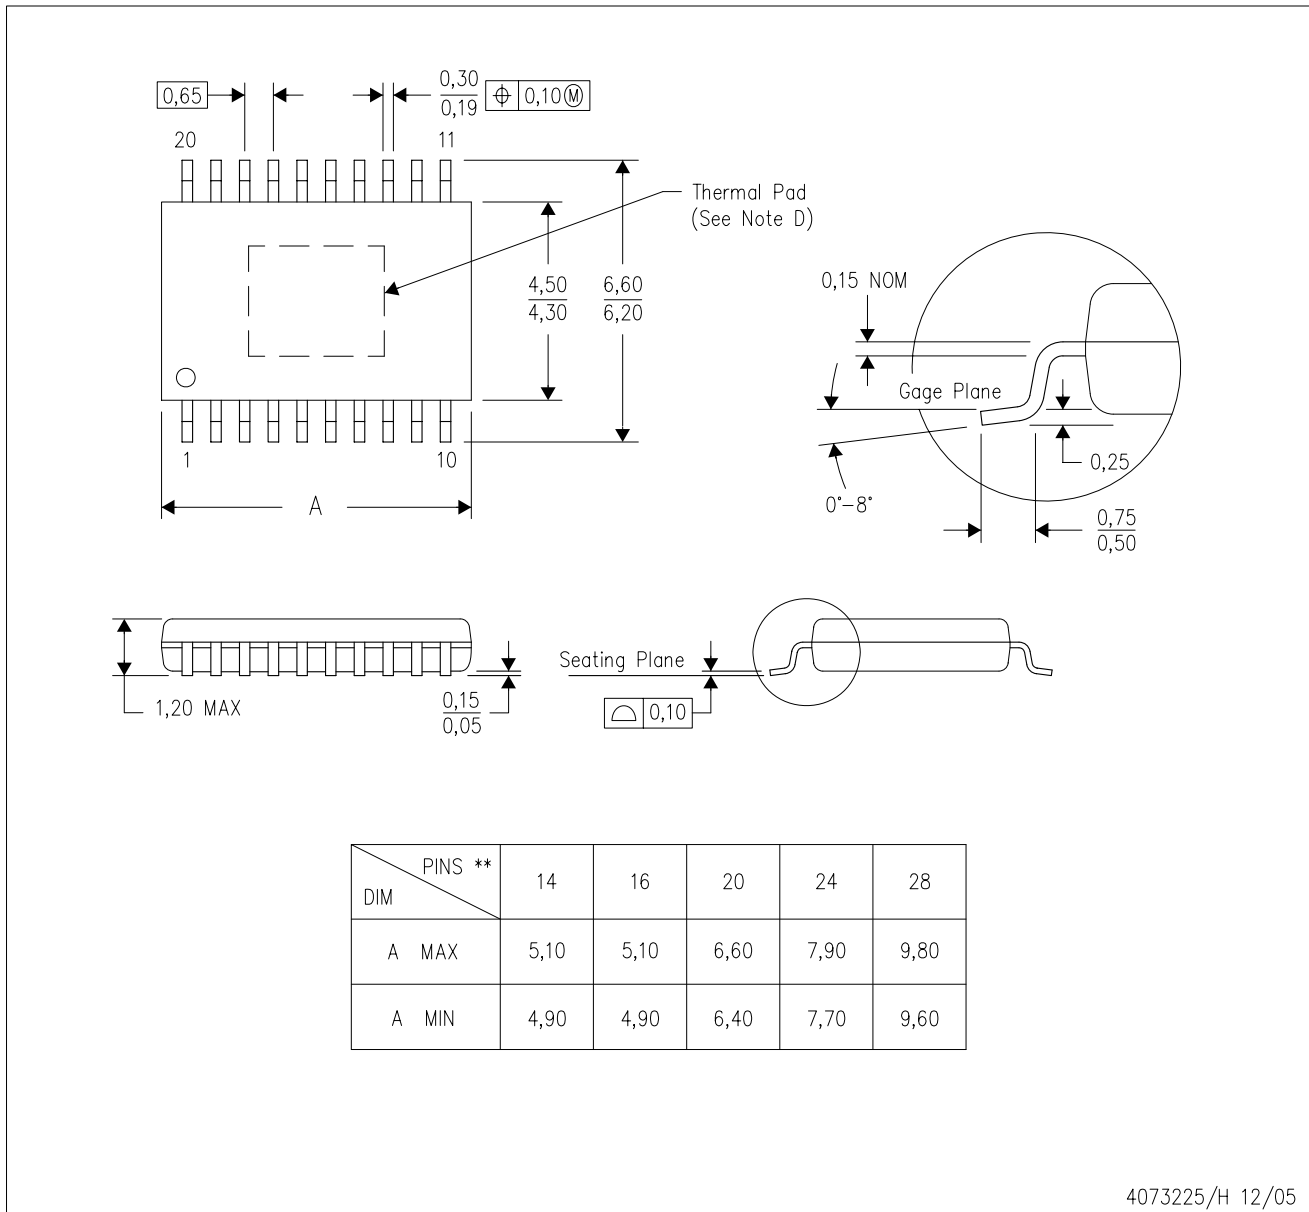 0,65
0,30
0,19
0,10 Ⓜ
20
11
Thermal Pad
(See Note D)
4,50
4,30
6,60
6,20
1
10
A
0,15 NOM
Gage Plane
0,25
0°–8°
0,75
0,50
1,20 MAX
0,15
0,05
Seating Plane
0,10
PINS **
DIM
14 16 20 24 28
A MAX 5,10 5,10 6,60 7,90 9,80
A MIN 4,90 4,90 6,40 7,70 9,60
4073225/H 12/05